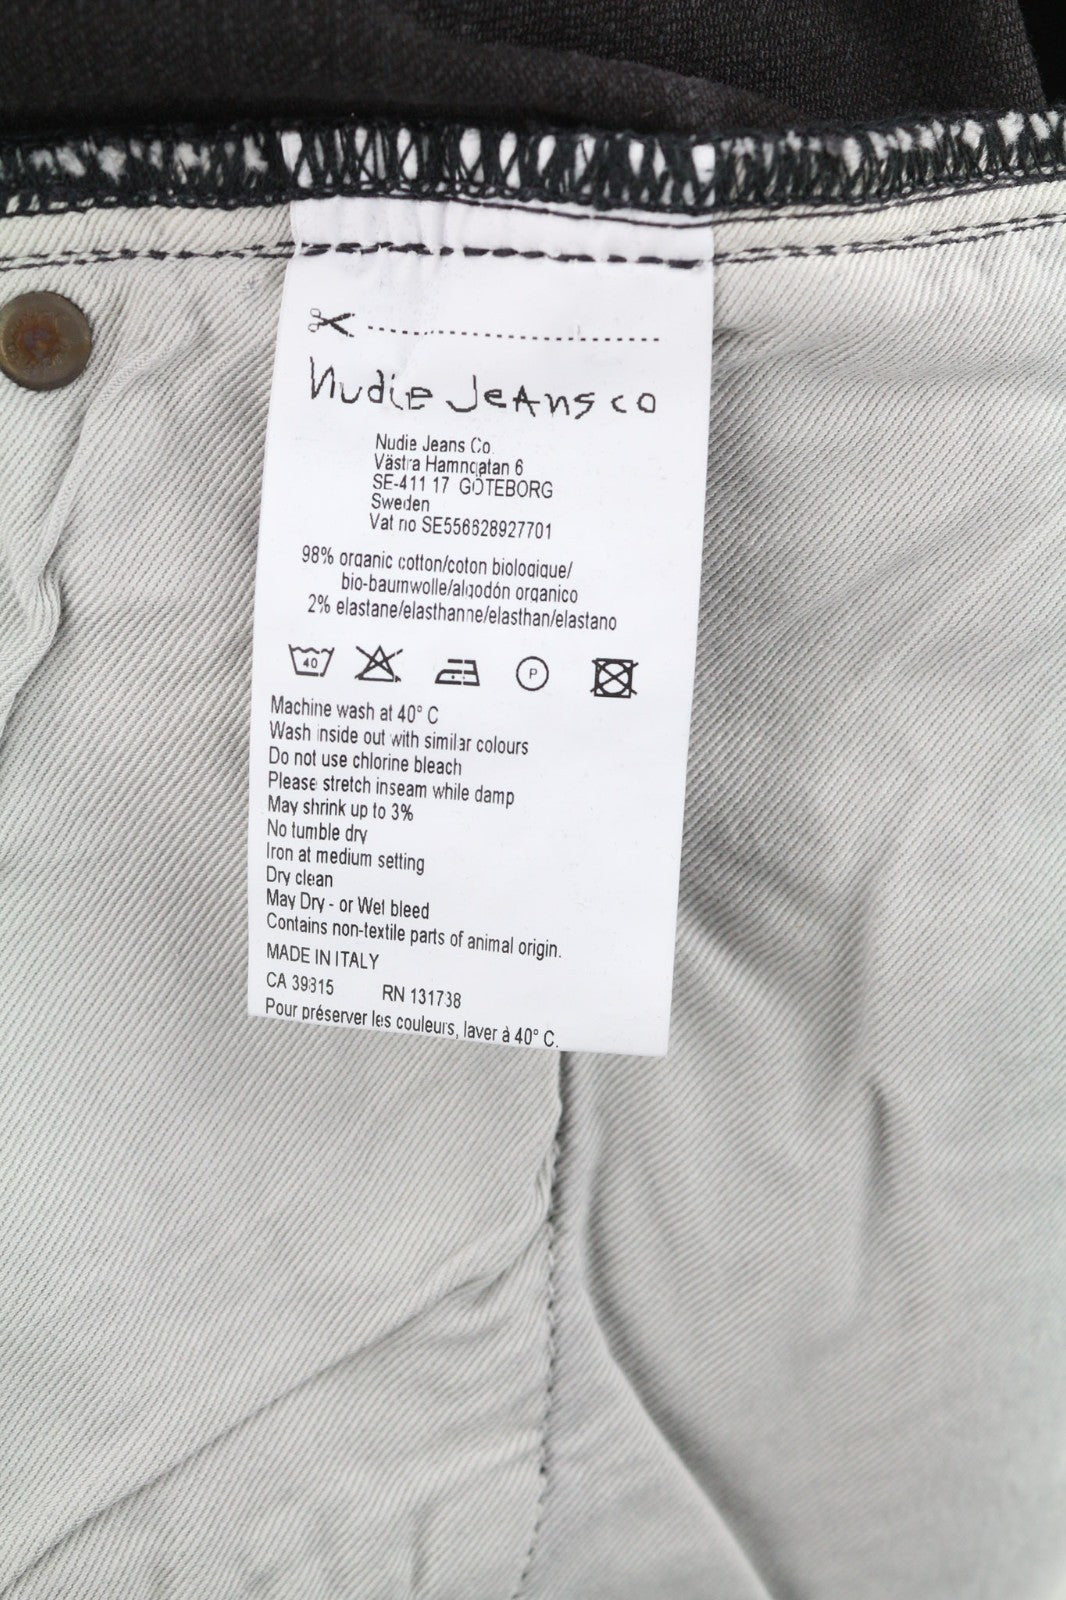 Nudie Jeans co
Nudie Jeans Co.
Västra Hamngatan 6
SE-411 17 GÖTEBORG
Sweden
Vat no SE556628927701
98% organic cotton/coton biologique/
bio-baumwolle/algodón organico
2% elastane/elasthanne/elasthan/elastano
40 P
Machine wash at 40° C
Wash inside out with similar colours
Do not use chlorine bleach
Please stretch inseam while damp
May shrink up to 3%
No tumble dry
Iron at medium setting
Dry clean
May Dry - or Wet bleed
Contains non-textile parts of animal origin.
MADE IN ITALY
CA 39815 RN 131738
Pour préserver les couleurs, laver à 40° C.